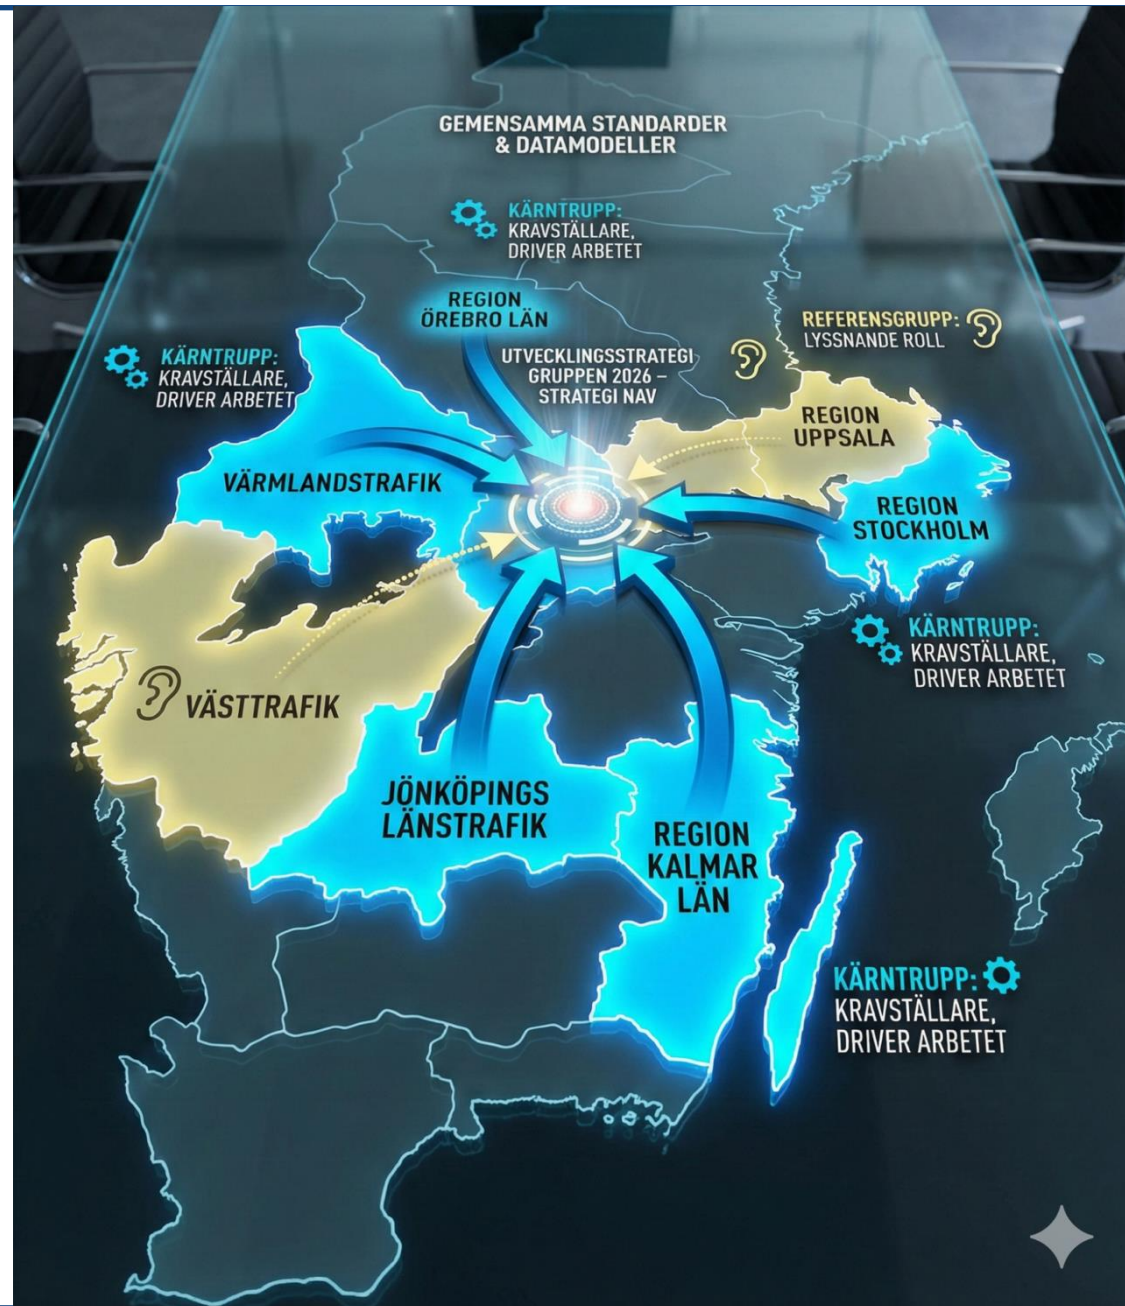 GEMENSAMMA STANDARDER
& DATAMODELLER
KÄRNTRUPP:
KRAVSTÄLLARE,
DRIVER ARBETET
REGION
ÖREBRO LÄN
REFERENSGRUPP:
LYSSNANDE ROLL
KÄRNTRUPP:
KRAVSTÄLLARE,
DRIVER ARBETET
UTVECKLINGSSTRATEGI
GRUPPEN 2026 –
STRATEGI NAV
REGION
UPPSALA
VÄRMLANDSTRAFIK
REGION
STOCKHOLM
KÄRNTRUPP:
KRAVSTÄLLARE,
DRIVER ARBETET
VÄSTTRAFIK
JÖNKÖPINGS
LÄNSTRAFIK
REGION
KALMAR
LÄN
KÄRNTRUPP:
KRAVSTÄLLARE,
DRIVER ARBETET